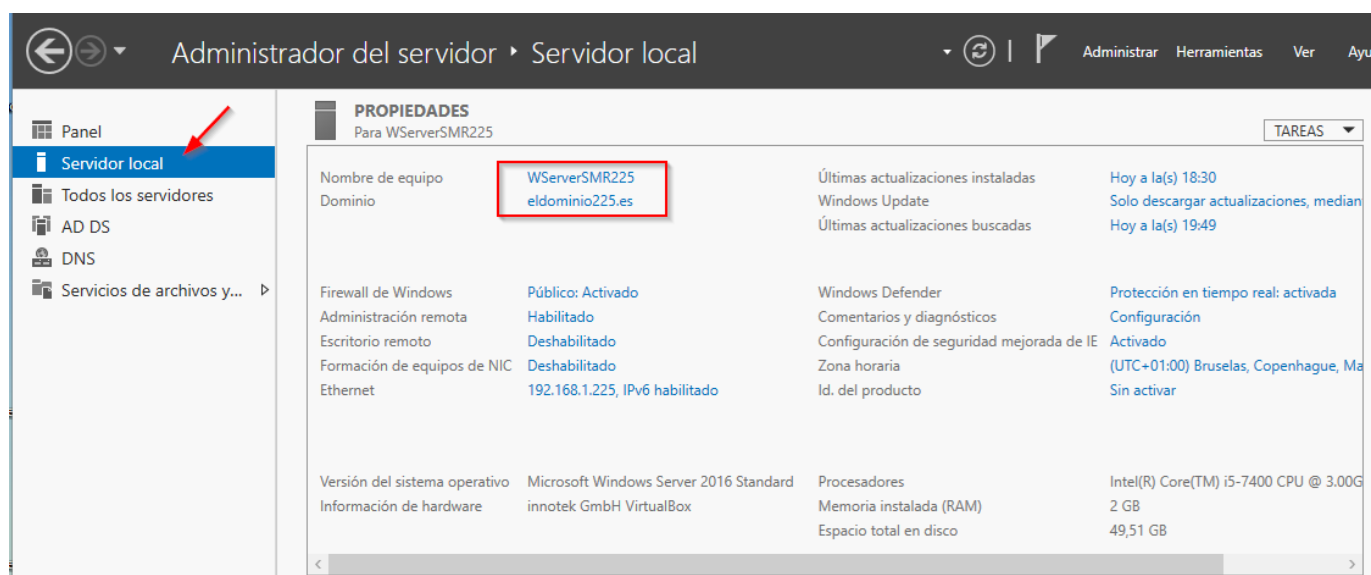 Administrador del servidor ‣ Servidor local
Administrar Herramientas Ver Ayu
Panel
Servidor local
Todos los servidores
AD DS
DNS
Servicios de archivos y...
PROPIEDADES
Para WServerSMR225
TAREAS
Nombre de equipo WServerSMR225 Últimas actualizaciones instaladas Hoy a la(s) 18:30
Dominio eldominio225.es Windows Update Solo descargar actualizaciones, median
Últimas actualizaciones buscadas Hoy a la(s) 19:49
Firewall de Windows Público: Activado Windows Defender Protección en tiempo real: activada
Administración remota Habilitado Comentarios y diagnósticos Configuración
Escritorio remoto Deshabilitado Configuración de seguridad mejorada de IE Activado
Formación de equipos de NIC Deshabilitado Zona horaria (UTC+01:00) Bruselas, Copenhague, Ma
Ethernet 192.168.1.225, IPv6 habilitado Id. del producto Sin activar
Versión del sistema operativo Microsoft Windows Server 2016 Standard Procesadores Intel(R) Core(TM) i5-7400 CPU @ 3.00G
Información de hardware innotek GmbH VirtualBox Memoria instalada (RAM) 2 GB
Espacio total en disco 49,51 GB